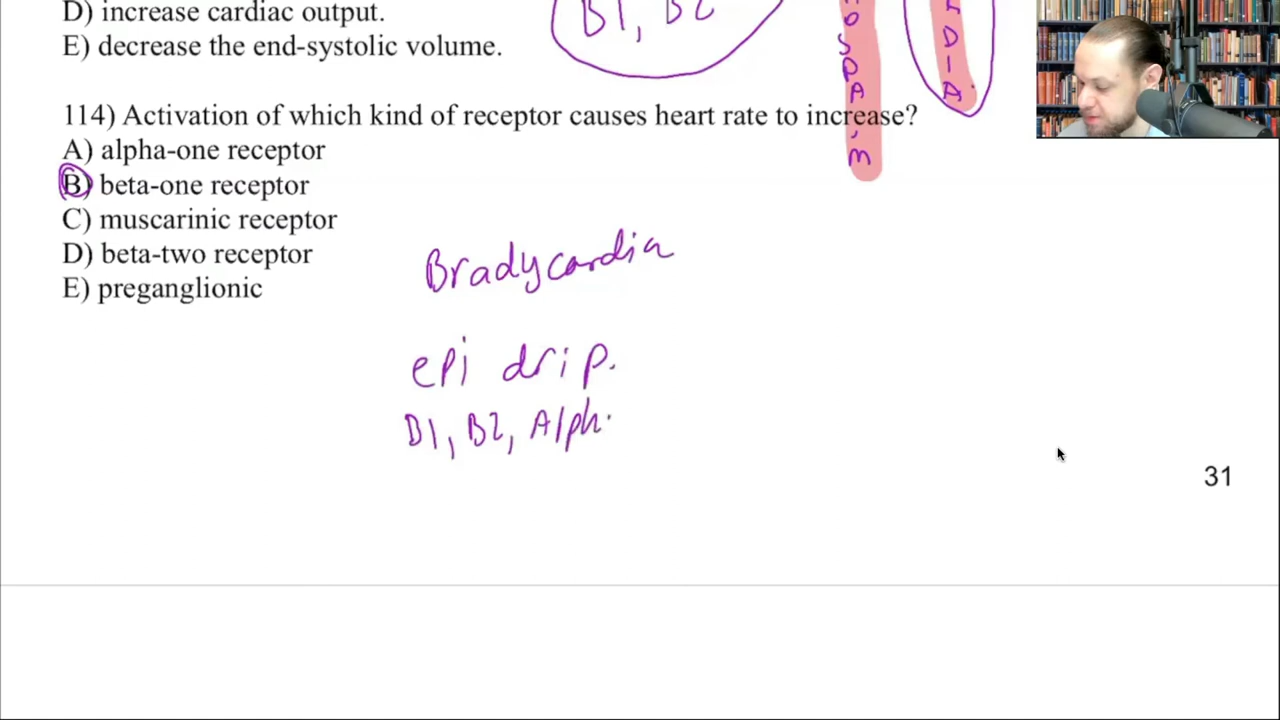 D) increase cardiac output.
E) decrease the end-systolic volume.
B1, B2
114) Activation of which kind of receptor causes heart rate to increase?
A) alpha-one receptor
B) beta-one receptor
C) muscarinic receptor
D) beta-two receptor
E) preganglionic
Bradycardia
epi drip.
B1, B2, Alph.
31